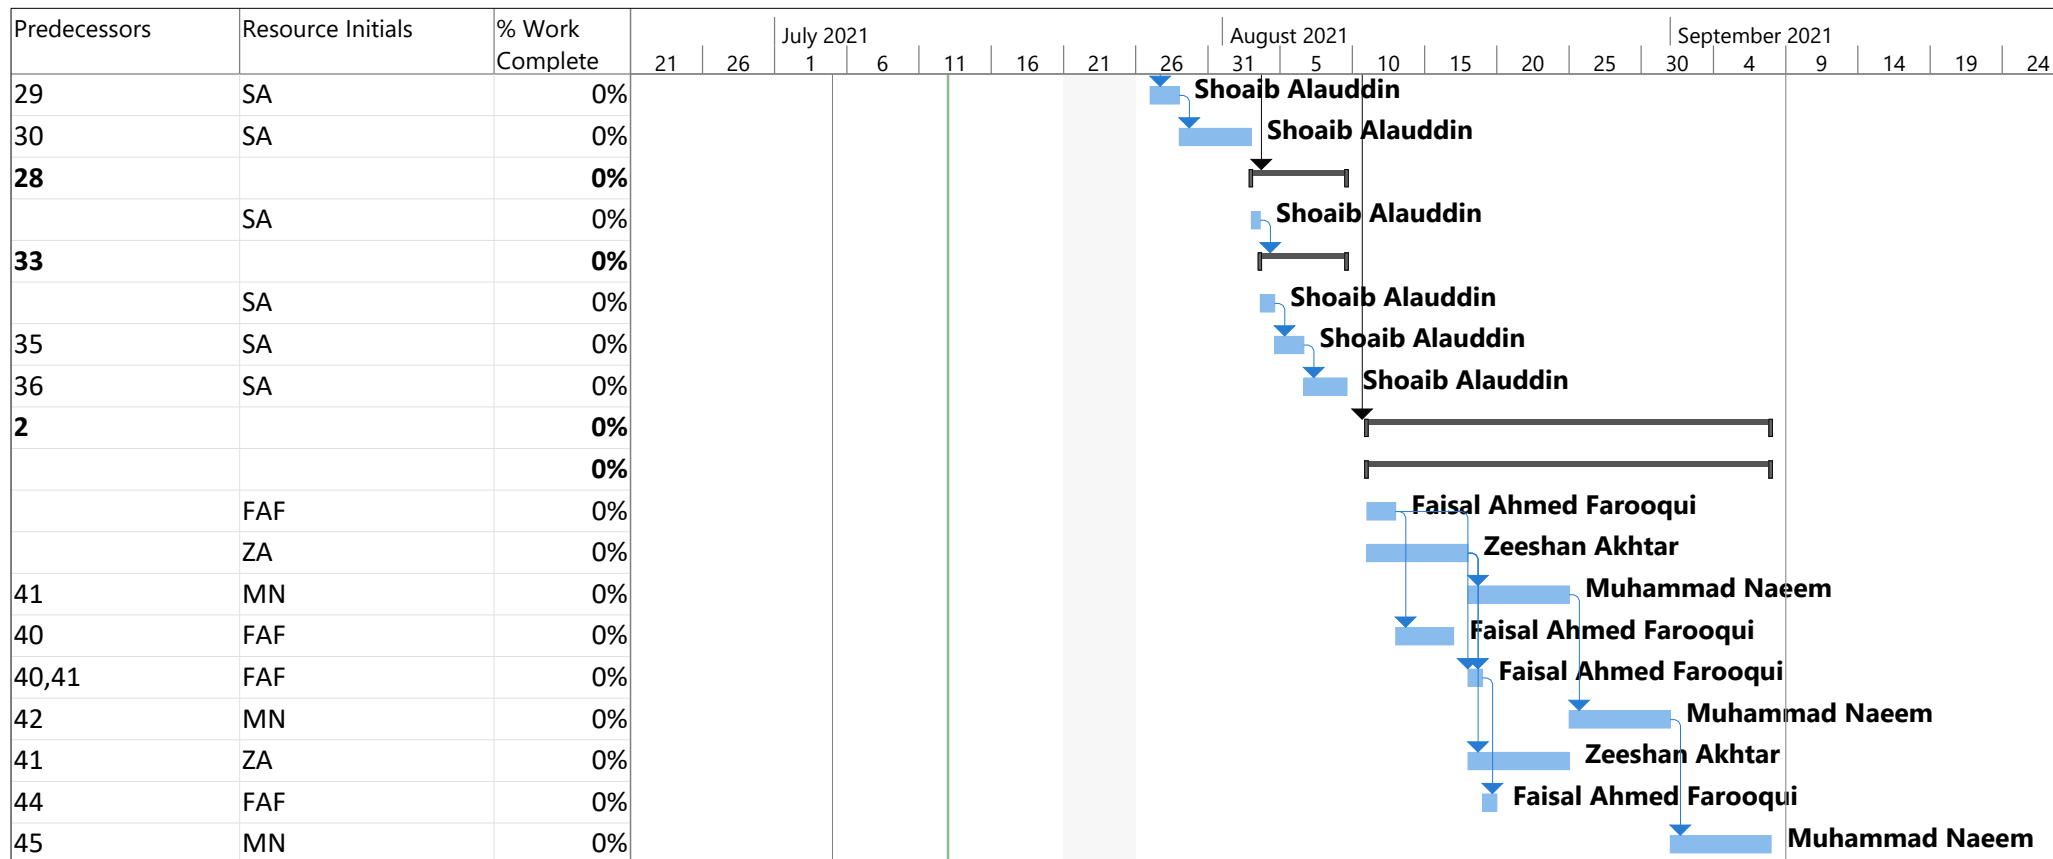 Predecessors Resource Initials % Work Complete
July 2021 August 2021 September 2021
21 26 1 6 11 16 21 26 31 5 10 15 20 25 30 4 9 14 19 24
29 SA 0% Shoaib Alauddin
30 SA 0% Shoaib Alauddin
28 0%
SA 0% Shoaib Alauddin
33 0%
SA 0% Shoaib Alauddin
35 SA 0% Shoaib Alauddin
36 SA 0% Shoaib Alauddin
2 0%
0%
FAF 0% Faisal Ahmed Farooqui
ZA 0% Zeeshan Akhtar
41 MN 0% Muhammad Naeem
40 FAF 0% Faisal Ahmed Farooqui
40,41 FAF 0% Faisal Ahmed Farooqui
42 MN 0% Muhammad Naeem
41 ZA 0% Zeeshan Akhtar
44 FAF 0% Faisal Ahmed Farooqui
45 MN 0% Muhammad Naeem